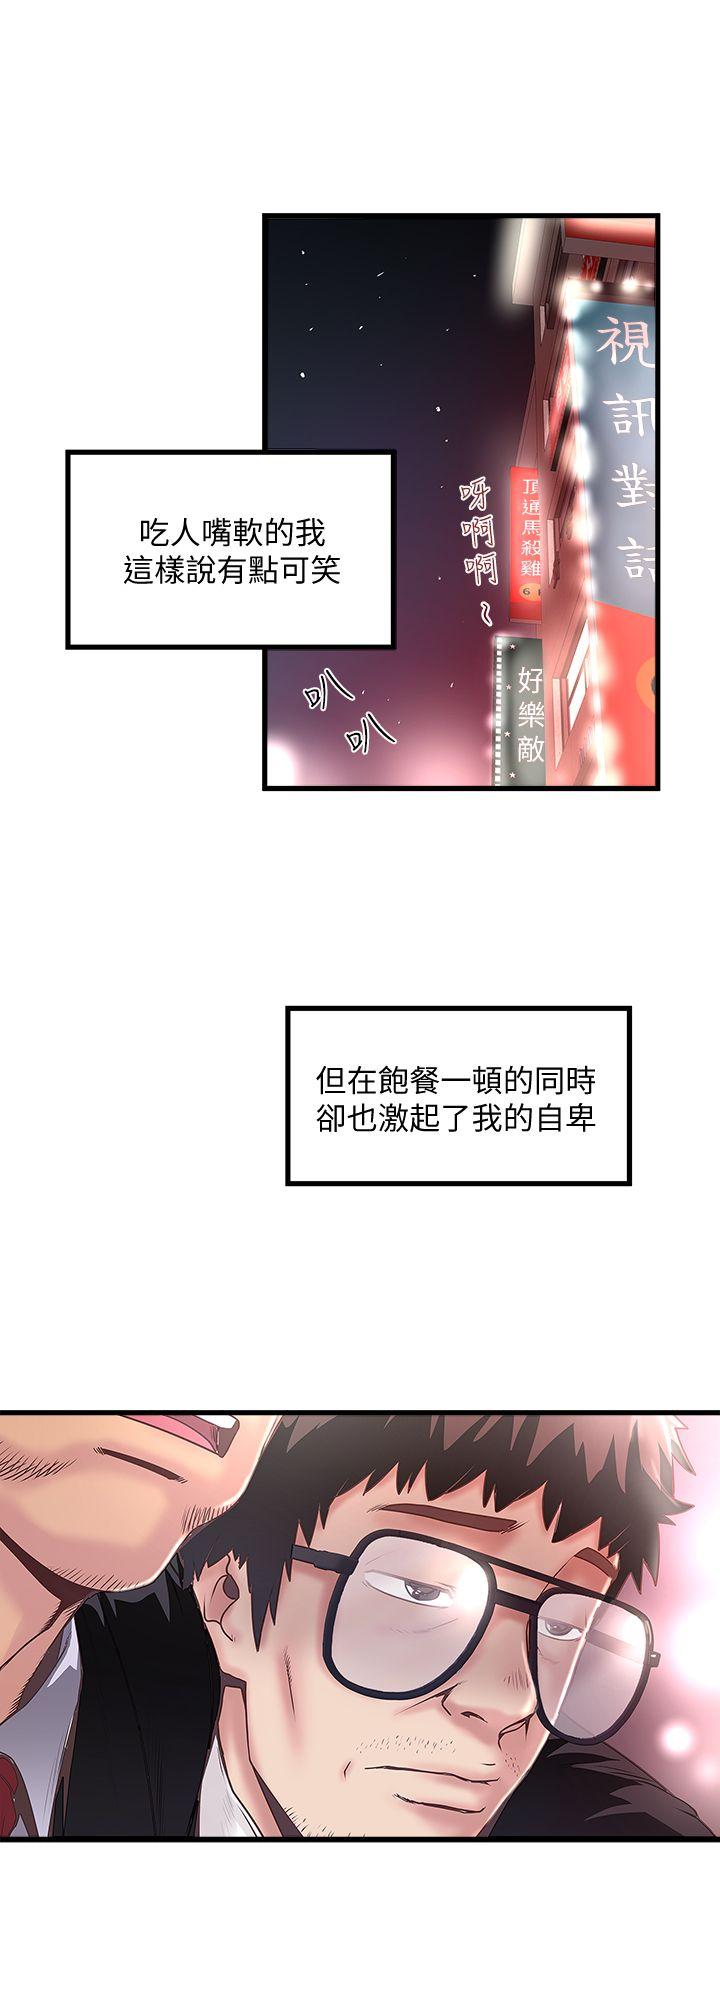 視訊對話
頂通馬殺雞
6
呀啊啊~
好樂敵
吃人嘴軟的我
這樣說有點可笑
叭
叭
但在飽餐一頓的同時
卻也激起了我的自卑